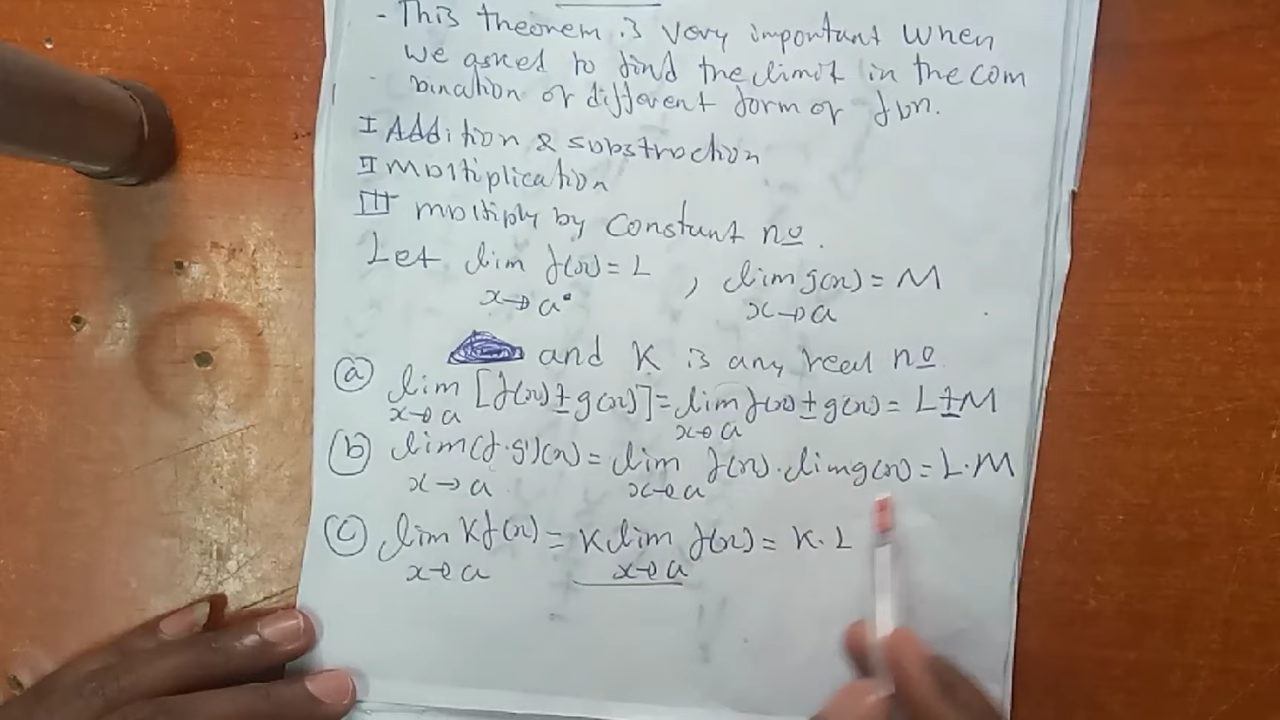 - This theorem is very important when
we asked to find the limit in the com
bination of different form of fun.
I Addition & substraction
II multiplication
III multiply by constant no.
Let lim f(x) = L , lim g(x) = M
x→a x→a
and K is any real no.
(a) lim [f(x) ± g(x)] = lim f(x) ± g(x) = L ± M
x→a x→a
(b) lim (f·g)(x) = lim f(x) · lim g(x) = L·M
x→a x→a
(c) lim K f(x) = K lim f(x) = K·L
x→a x→a